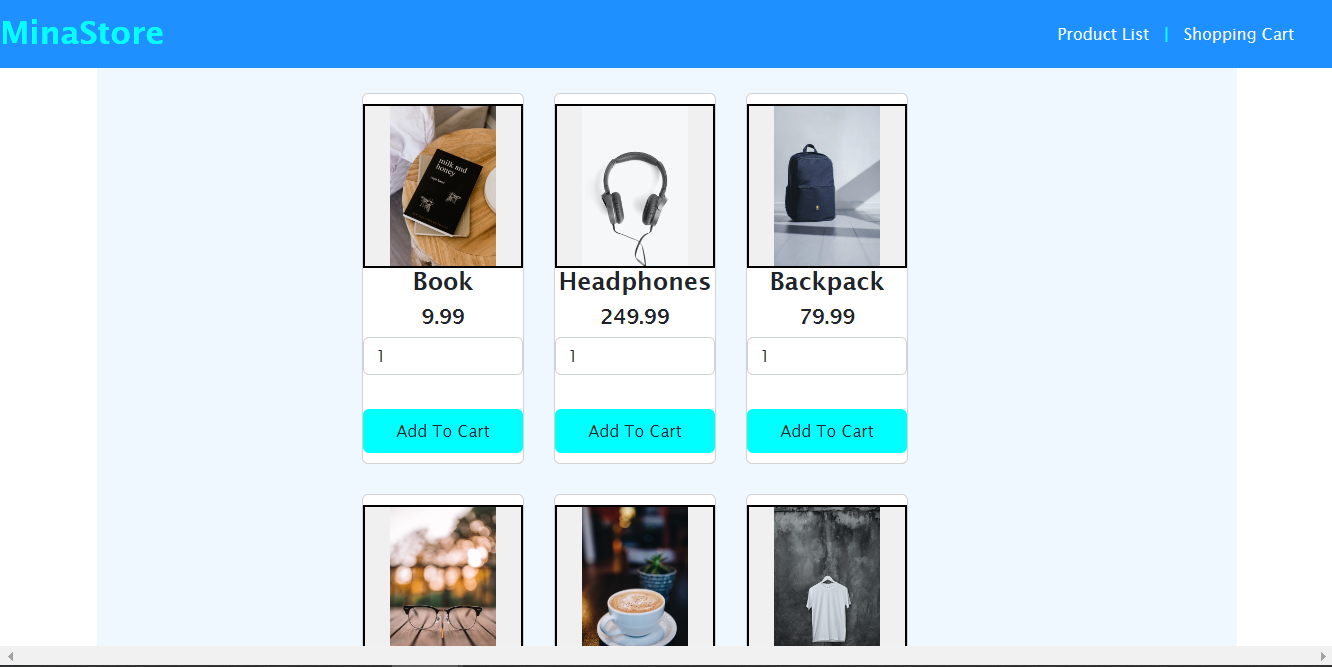 MinaStore
Product List | Shopping Cart
milk and
honey
Book
9.99
1
Add To Cart
Headphones
249.99
1
Add To Cart
Backpack
79.99
1
Add To Cart